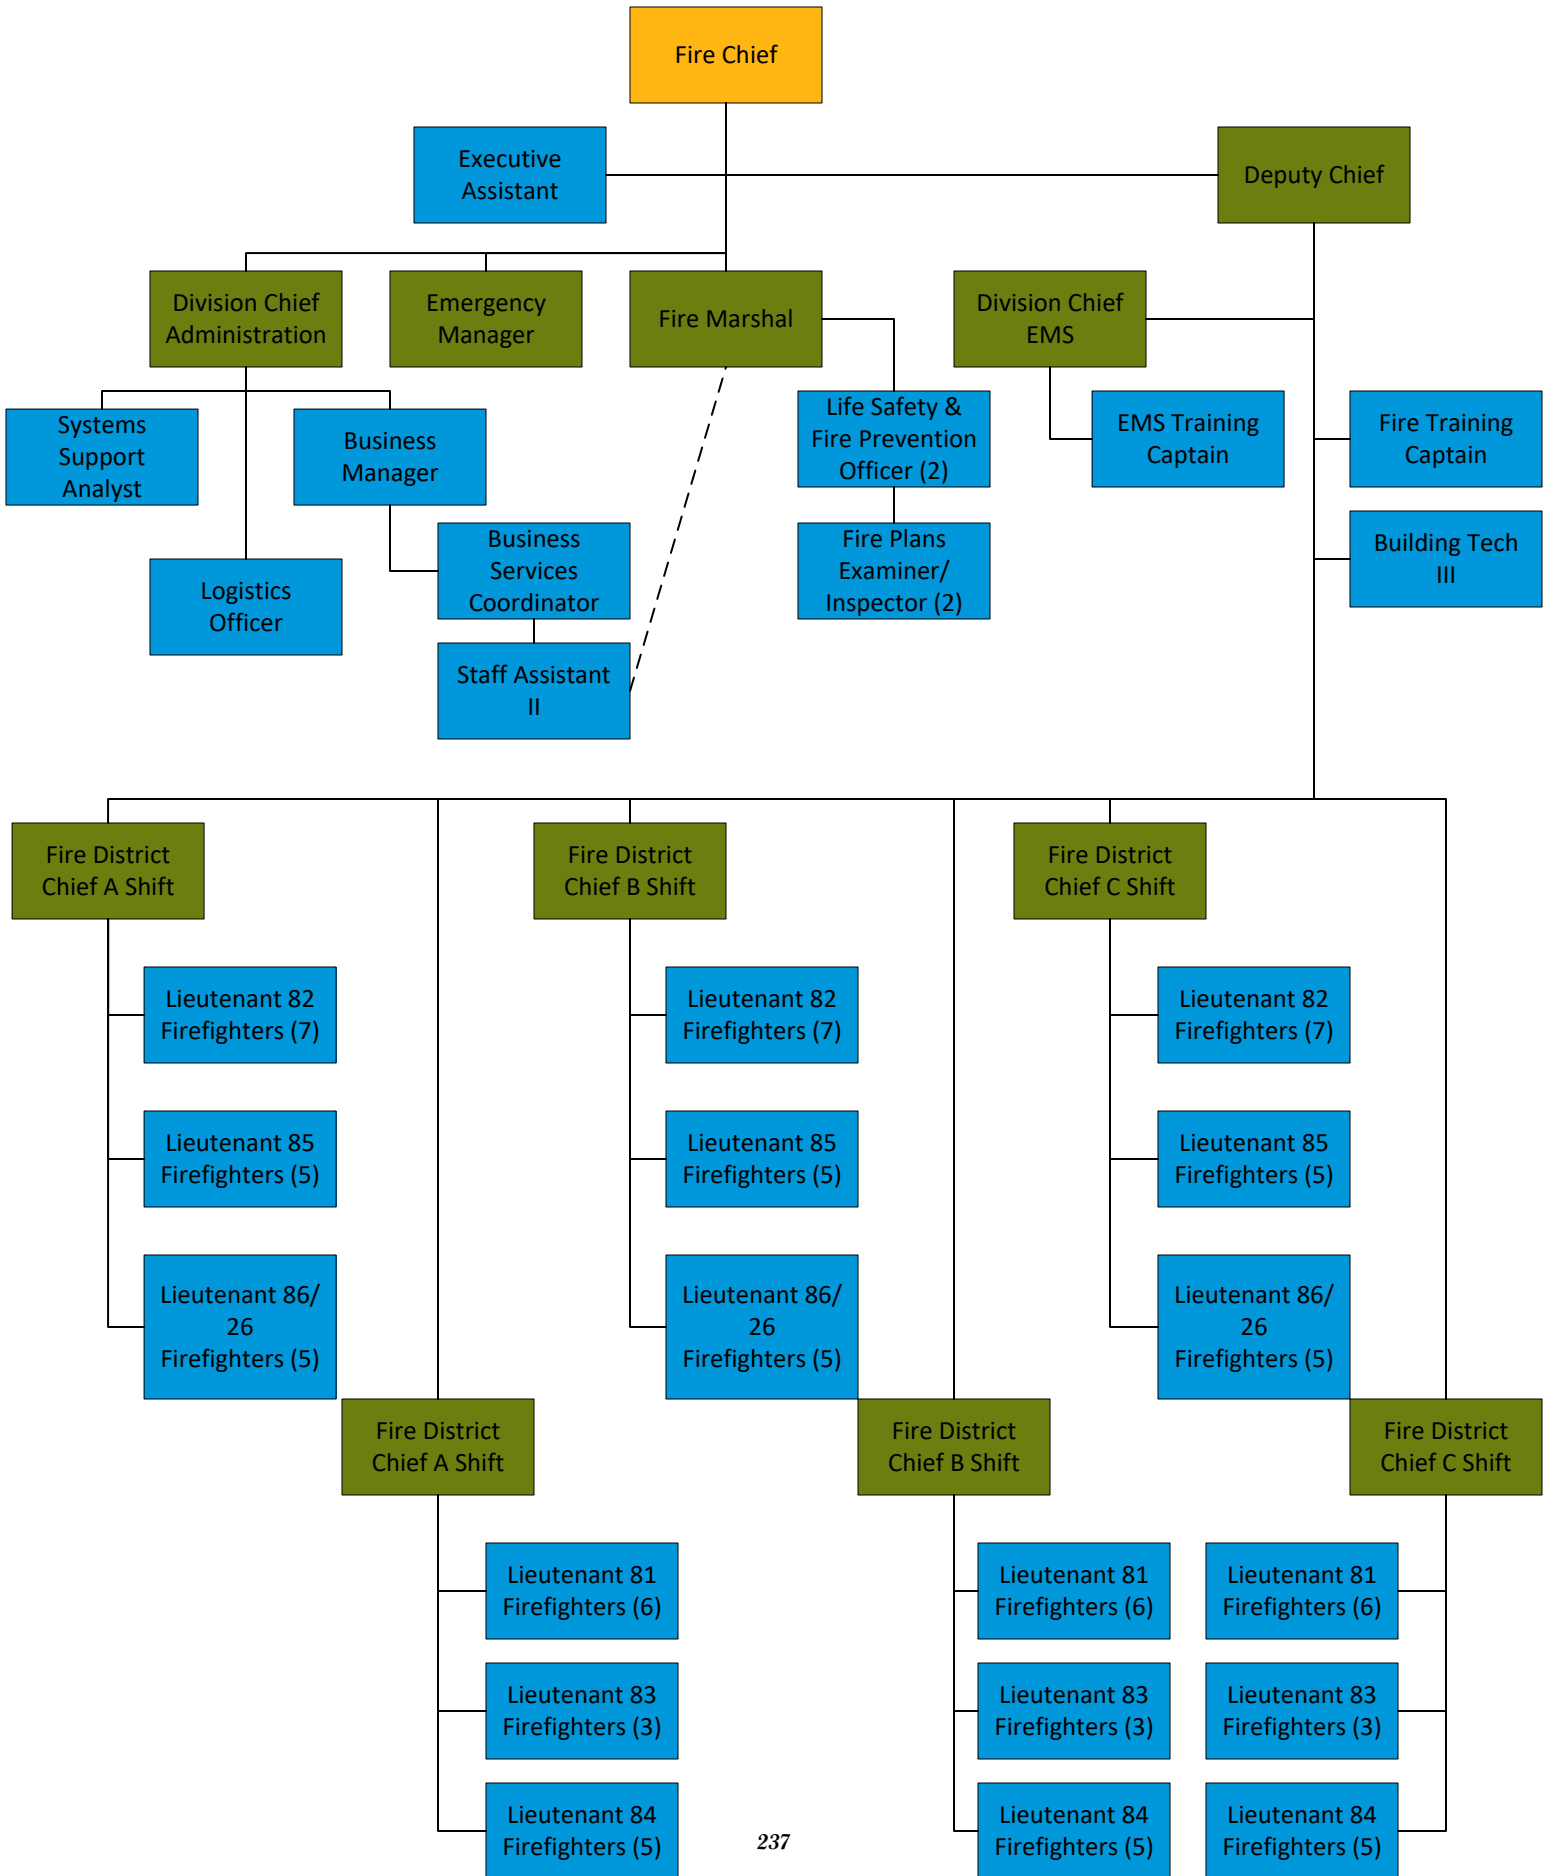 Fire Chief
Executive
Assistant
Deputy Chief
Division Chief
Administration
Emergency
Manager
Fire Marshal
Division Chief
EMS
Systems
Support
Analyst
Business
Manager
Life Safety &
Fire Prevention
Officer (2)
EMS Training
Captain
Fire Training
Captain
Logistics
Officer
Business
Services
Coordinator
Fire Plans
Examiner/
Inspector (2)
Building Tech
III
Staff Assistant
II
Fire District
Chief A Shift
Fire District
Chief B Shift
Fire District
Chief C Shift
Lieutenant 82
Firefighters (7)
Lieutenant 82
Firefighters (7)
Lieutenant 82
Firefighters (7)
Lieutenant 85
Firefighters (5)
Lieutenant 85
Firefighters (5)
Lieutenant 85
Firefighters (5)
Lieutenant 86/
26
Firefighters (5)
Lieutenant 86/
26
Firefighters (5)
Lieutenant 86/
26
Firefighters (5)
Fire District
Chief A Shift
Fire District
Chief B Shift
Fire District
Chief C Shift
Lieutenant 81
Firefighters (6)
Lieutenant 81
Firefighters (6)
Lieutenant 81
Firefighters (6)
Lieutenant 83
Firefighters (3)
Lieutenant 83
Firefighters (3)
Lieutenant 83
Firefighters (3)
Lieutenant 84
Firefighters (5)
Lieutenant 84
Firefighters (5)
Lieutenant 84
Firefighters (5)
237